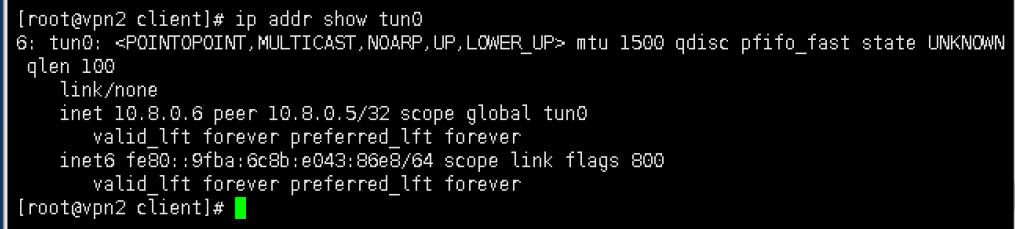 [root@vpn2 client]# ip addr show tun0
6: tun0: <POINTOPOINT,MULTICAST,NOARP,UP,LOWER_UP> mtu 1500 qdisc pfifo_fast state UNKNOWN
qlen 100
    link/none
    inet 10.8.0.6 peer 10.8.0.5/32 scope global tun0
       valid_lft forever preferred_lft forever
    inet6 fe80::9fba:6c8b:e043:86e8/64 scope link flags 800
       valid_lft forever preferred_lft forever
[root@vpn2 client]#